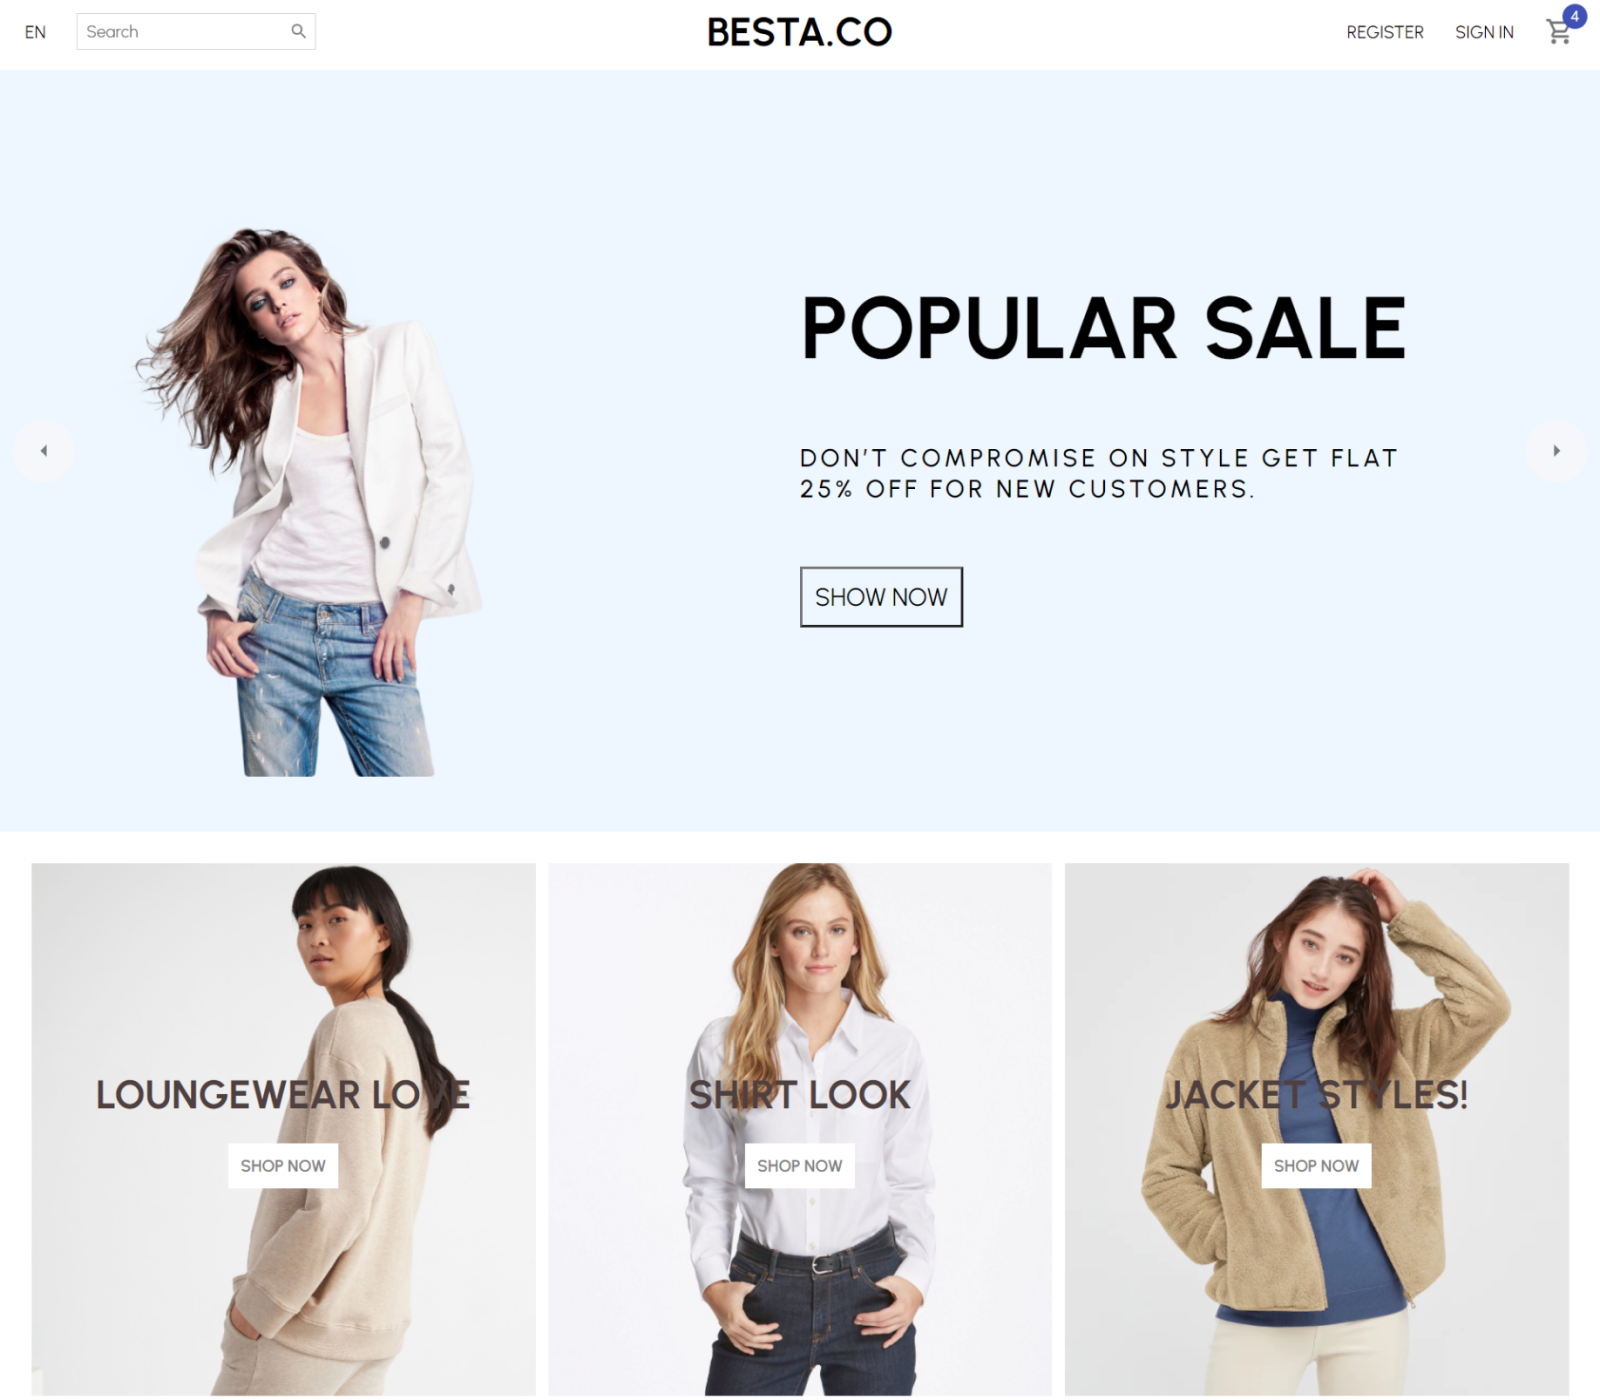 EN
Search
BESTA.CO
REGISTER
SIGN IN
4
POPULAR SALE
DON'T COMPROMISE ON STYLE GET FLAT
25% OFF FOR NEW CUSTOMERS.
SHOW NOW
LOUNGEWEAR LOVE
SHOP NOW
SHIRT LOOK
SHOP NOW
JACKET STYLES!
SHOP NOW